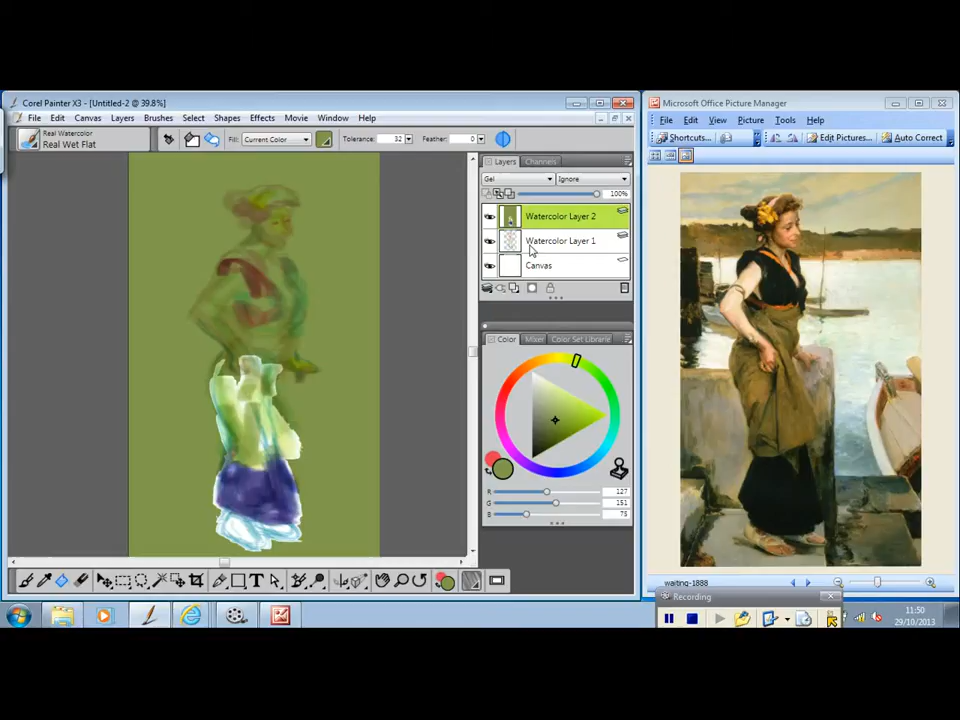 Corel Painter X3 - [Untitled-2 @ 39.8%]
File Edit Canvas Layers Brushes Select Shapes Effects Movie Window Help
Real Watercolor
Real Wet Flat
Fill: Current Color Tolerance: 32 Feather: 0
Layers Channels
Gel Ignore
100%
Watercolor Layer 2
Watercolor Layer 1
Canvas
Color Mixer Color Set Libraries
R 127
G 151
B 75
Microsoft Office Picture Manager
File Edit View Picture Tools Help
Shortcuts... Edit Pictures... Auto Correct
waiting-1888
Recording
11:50
29/10/2013